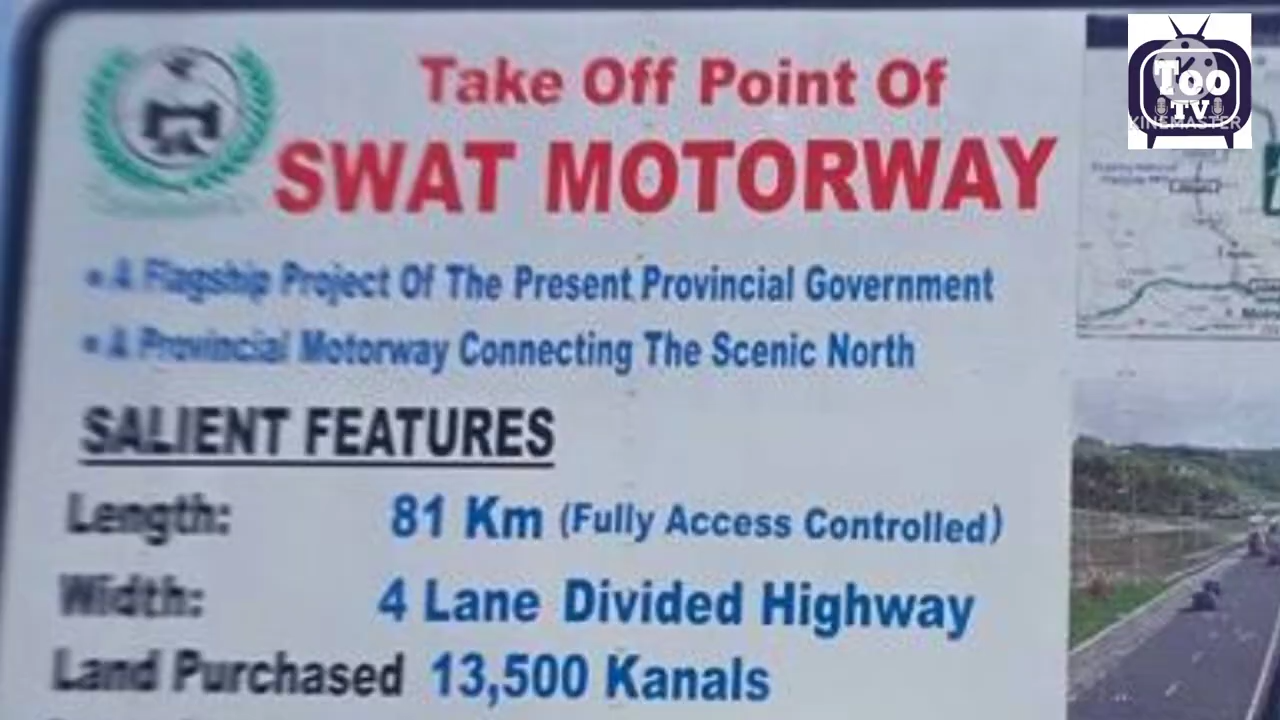 Take Off Point Of
SWAT MOTORWAY
• A Flagship Project Of The Present Provincial Government
• A Provincial Motorway Connecting The Scenic North
SALIENT FEATURES
Length: 81 Km (Fully Access Controlled)
Width: 4 Lane Divided Highway
Land Purchased 13,500 Kanals
Too
TV
KINEMASTER